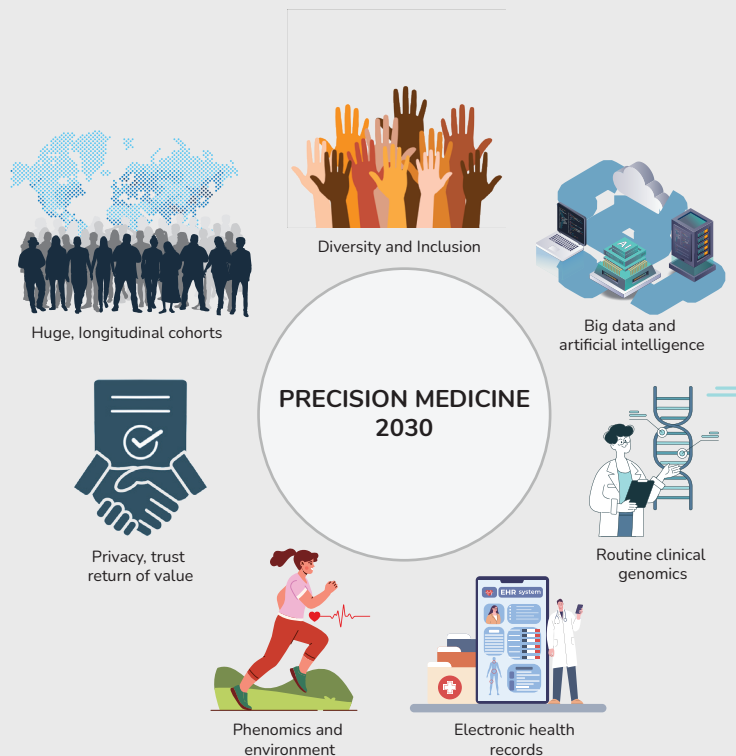 Diversity and Inclusion
Huge, longitudinal cohorts
AI
Big data and
artificial intelligence
PRECISION MEDICINE
2030
Privacy, trust
return of value
Routine clinical
genomics
EHR system
Phenomics and
environment
Electronic health
records